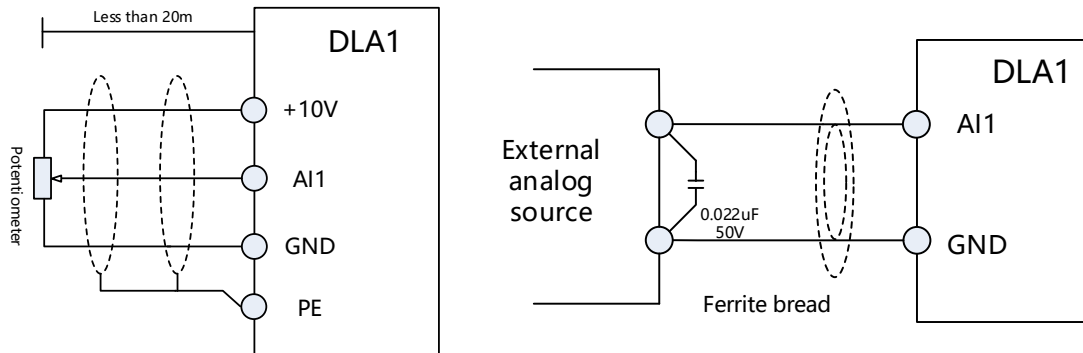 Less than 20m
DLA1
+10V
AI1
GND
PE
Potentiometer
DLA1
AI1
External
analog
source
0.022uF
50V
GND
Ferrite bread